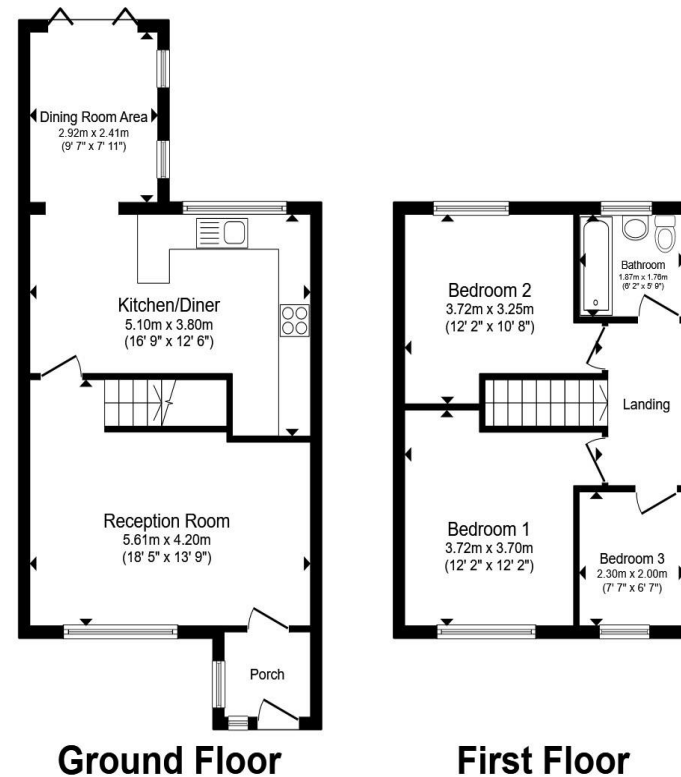 Dining Room Area
2.92m x 2.41m
(9' 7" x 7' 11")
Kitchen/Diner
5.10m x 3.80m
(16' 9" x 12' 6")
Reception Room
5.61m x 4.20m
(18' 5" x 13' 9")
Porch
Ground Floor
Bedroom 2
3.72m x 3.25m
(12' 2" x 10' 8")
Bathroom
1.87m x 1.76m
(6' 2" x 5' 9")
Landing
Bedroom 1
3.72m x 3.70m
(12' 2" x 12' 2")
Bedroom 3
2.30m x 2.00m
(7' 7" x 6' 7")
First Floor